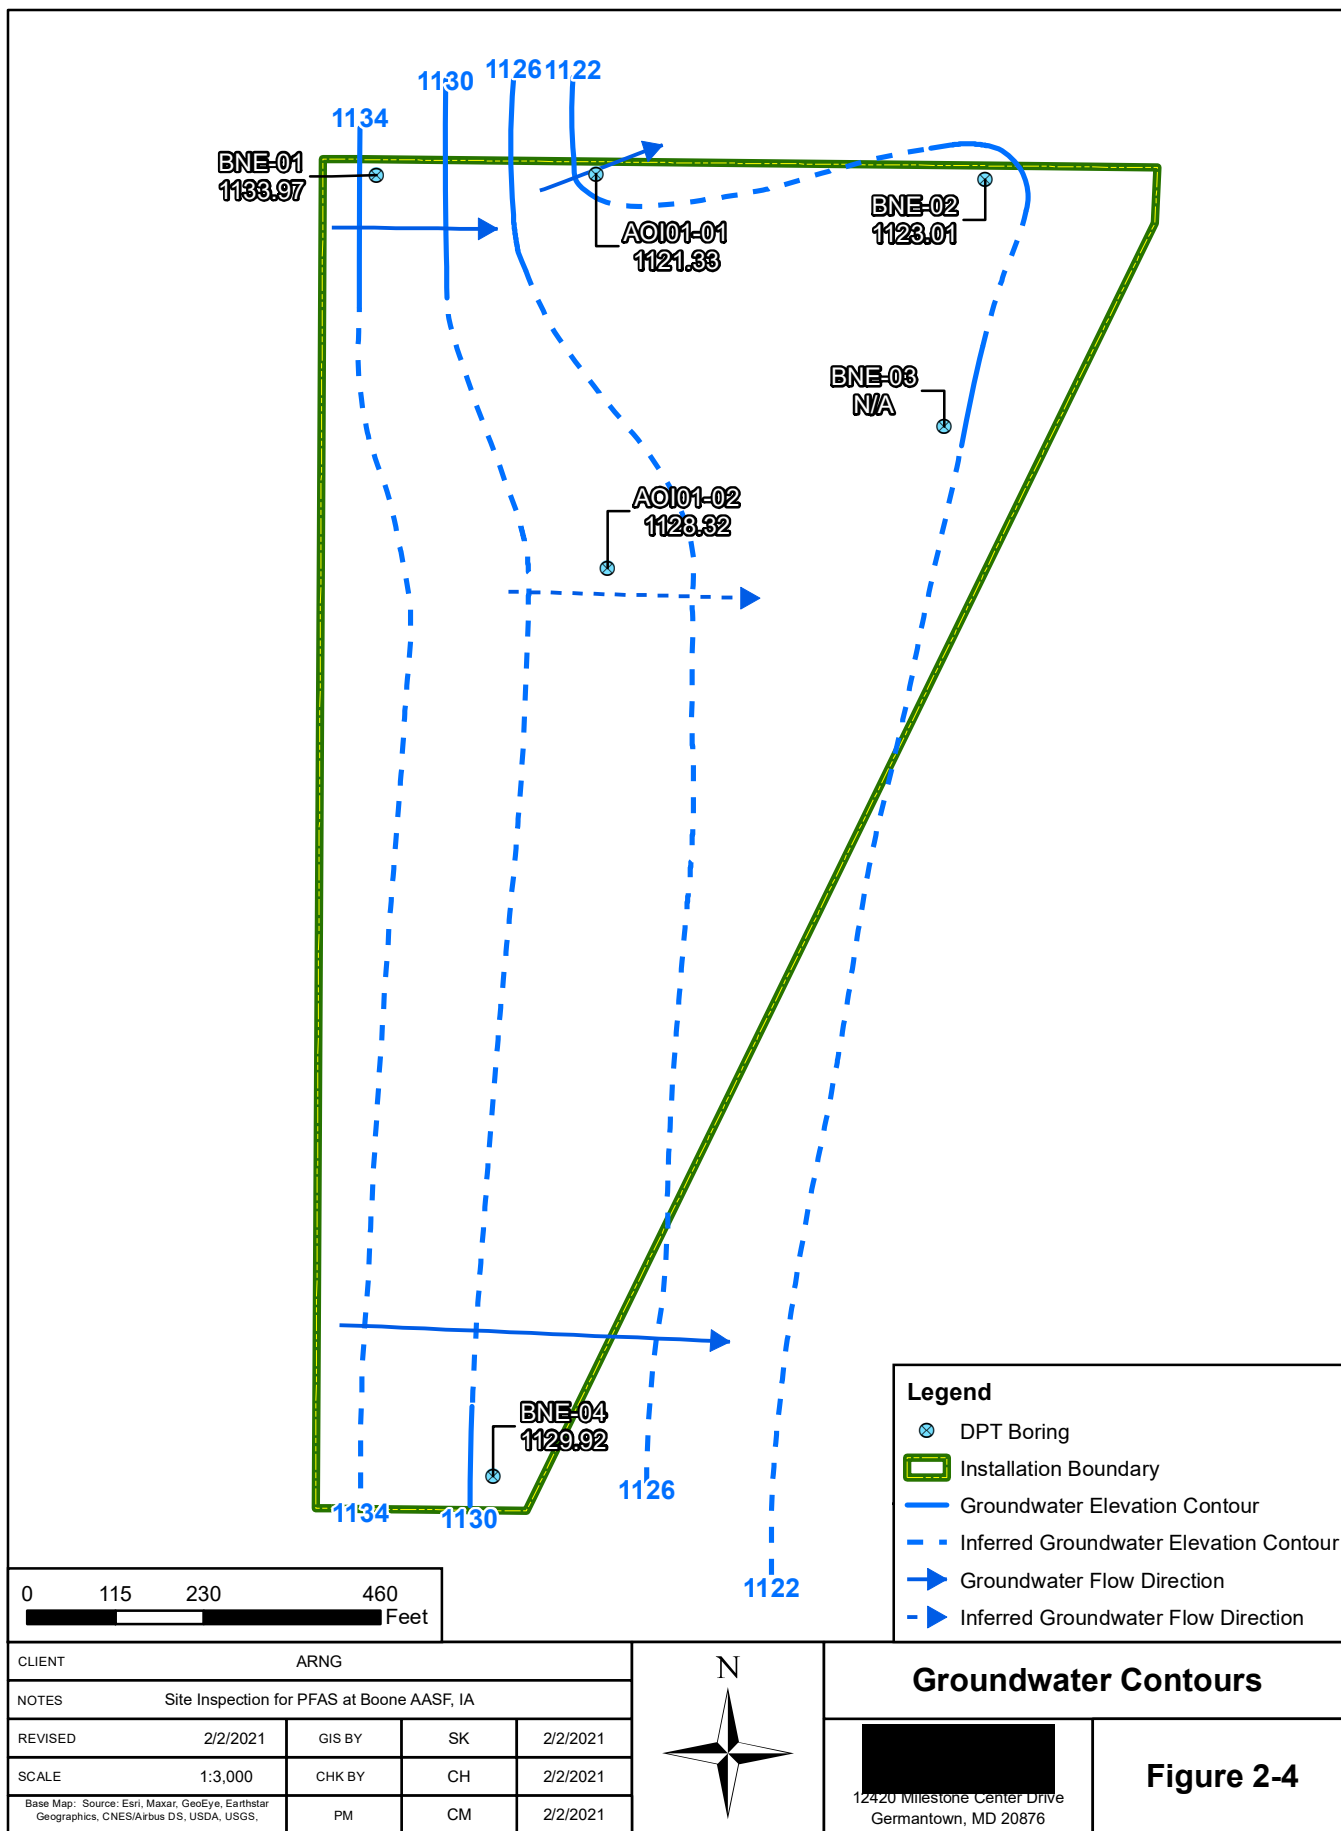 1126 1122
1130
1134
BNE-01
1133.97
BNE-02
1123.01
AOI01-01
1121.33
BNE-03
N/A
AOI01-02
1128.32
BNE-04
1129.92
1126
1134
1130
1122
Legend
DPT Boring
Installation Boundary
Groundwater Elevation Contour
Inferred Groundwater Elevation Contour
Groundwater Flow Direction
Inferred Groundwater Flow Direction
0 115 230 460
Feet
CLIENT ARNG
NOTES Site Inspection for PFAS at Boone AASF, IA
REVISED 2/2/2021 GIS BY SK 2/2/2021
SCALE 1:3,000 CHK BY CH 2/2/2021
Base Map: Source: Esri, Maxar, GeoEye, Earthstar
Geographics, CNES/Airbus DS, USDA, USGS,
PM CM 2/2/2021
N
Groundwater Contours
12420 Milestone Center Drive
Germantown, MD 20876
Figure 2-4